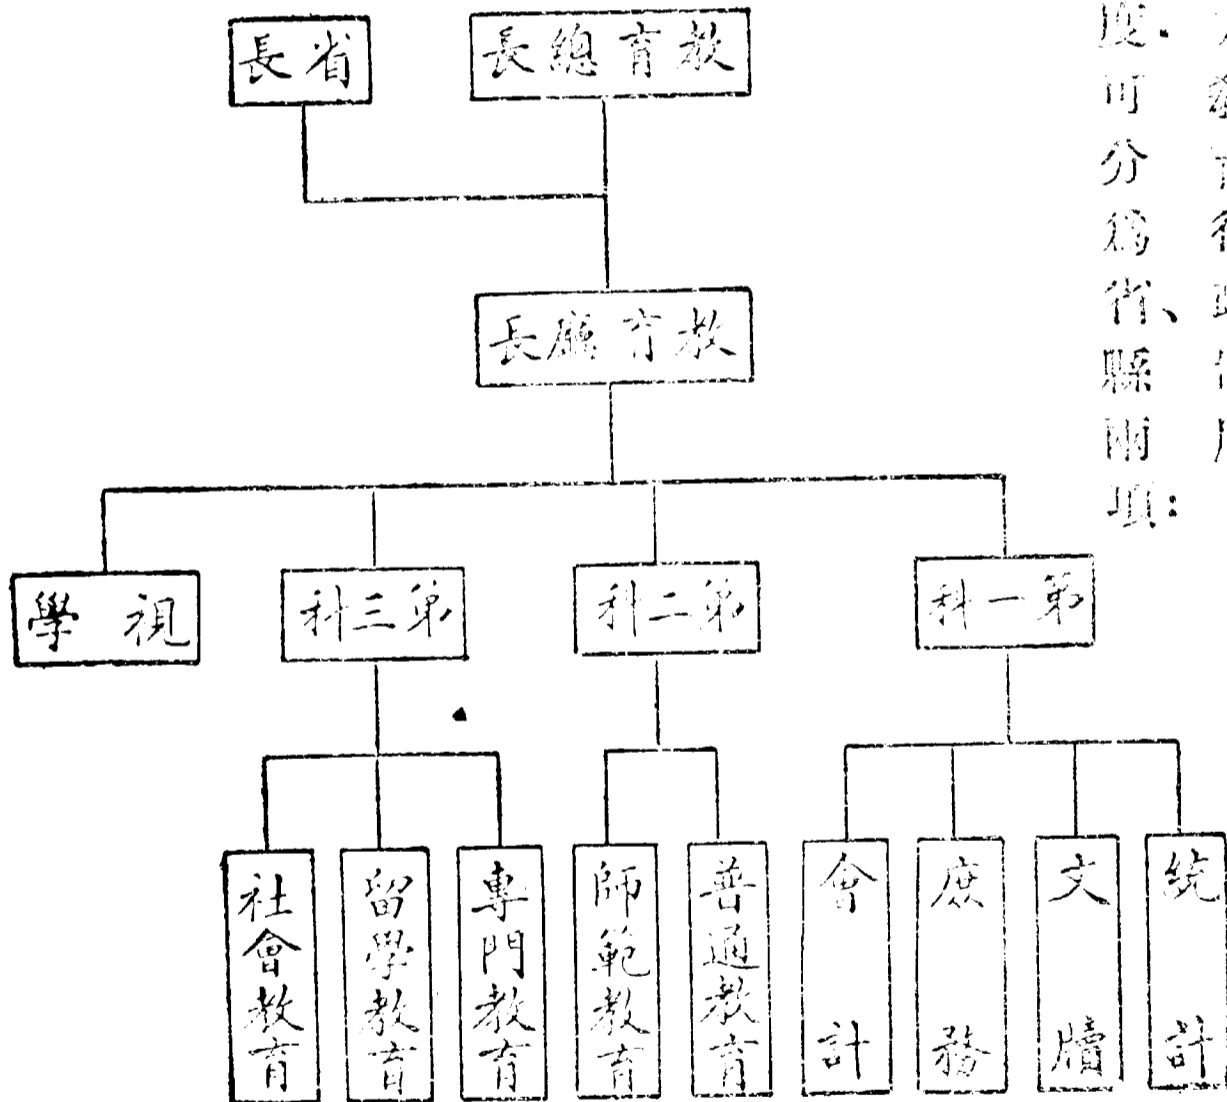 度.可分爲省、縣兩項:
教育總長
省長
教育廳長
第一科
第二科
第三科
視學
統計
文牘
庶務
會計
普通教育
師範教育
專門教育
留學教育
社會教育